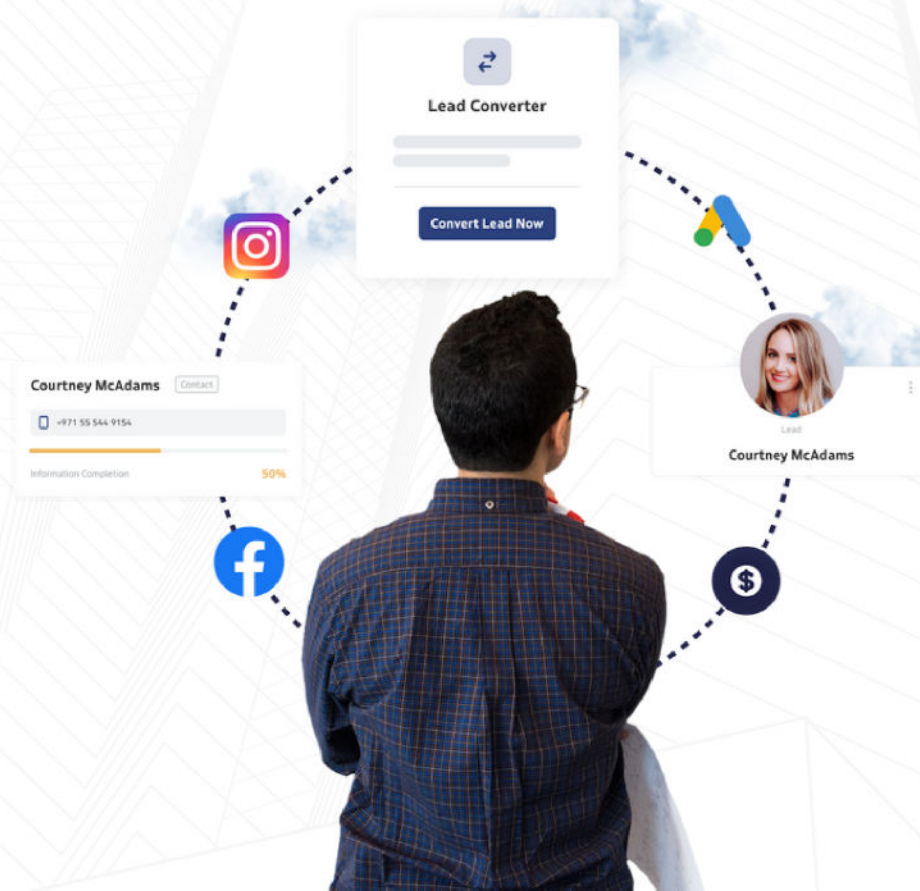 Lead Converter
Convert Lead Now
Courtney McAdams
Contact
+971 55 544 9154
Information Completion
50%
Lead
Courtney McAdams
$